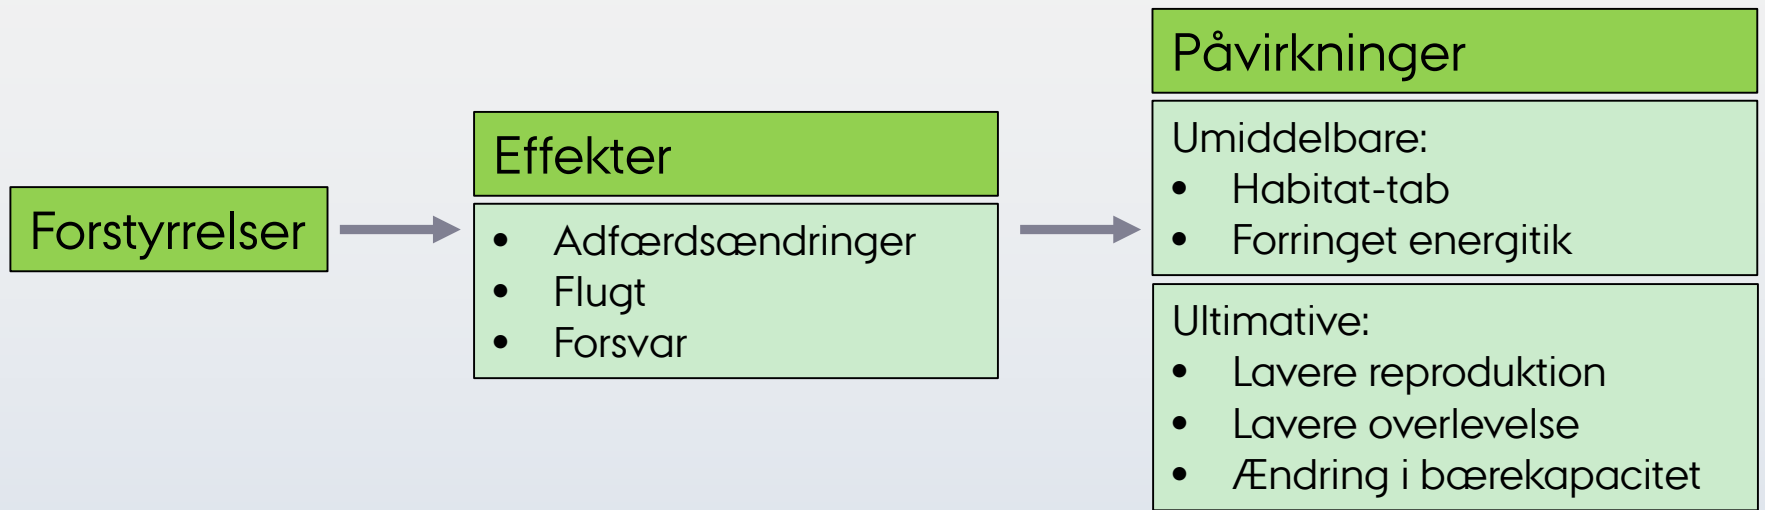 Forstyrrelser
Effekter
• Adfærdsændringer
• Flugt
• Forsvar
Påvirkninger
Umiddelbare:
• Habitat-tab
• Forringet energitik
Ultimative:
• Lavere reproduktion
• Lavere overlevelse
• Ændring i bærekapacitet